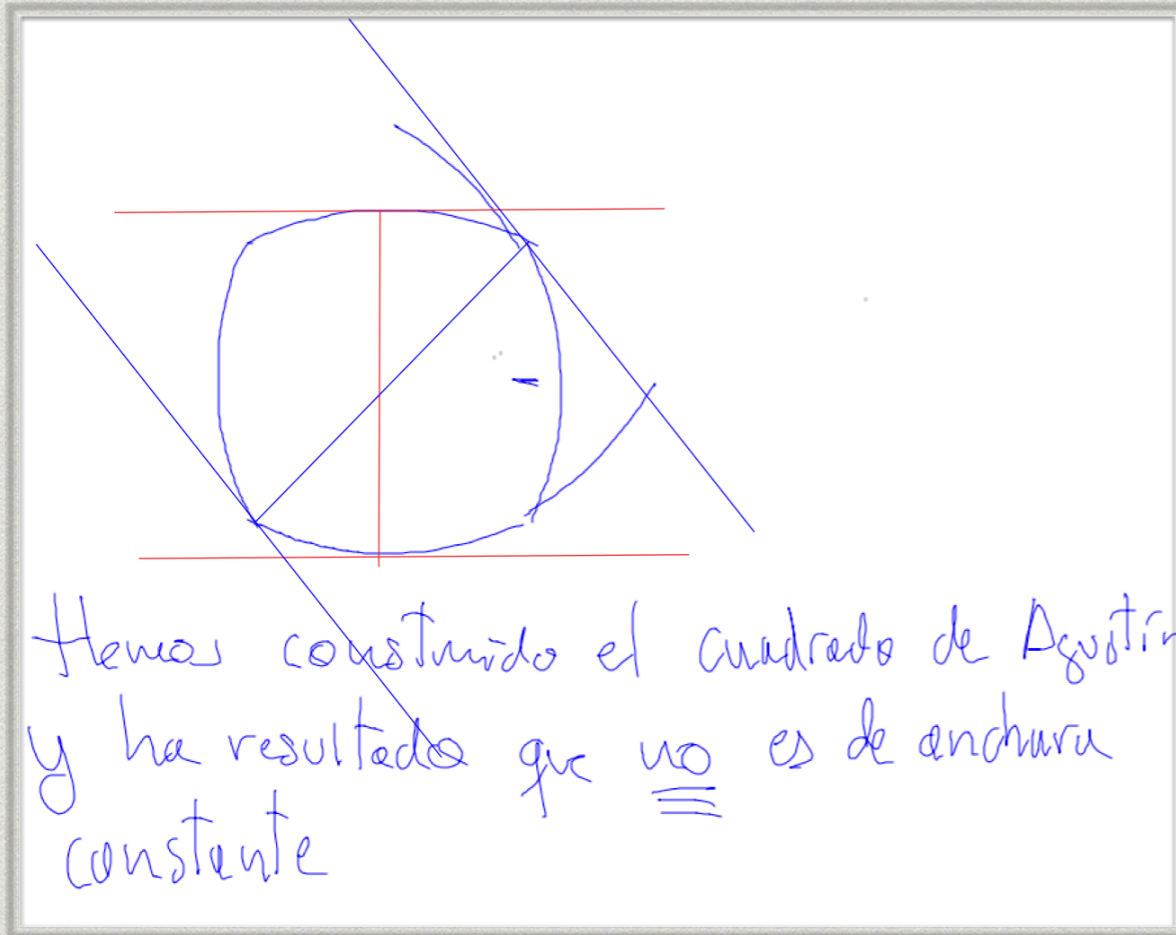 Hemos construido el cuadrado de Agustín
y ha resultado que no es de anchura
constante